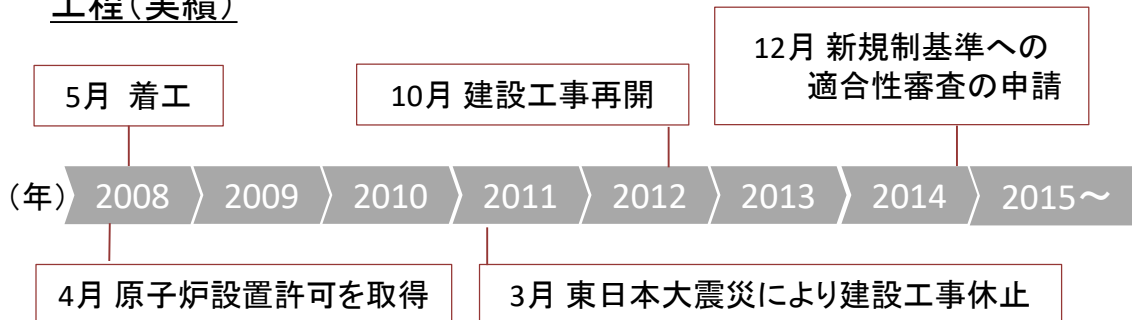 工程（実績）
12月 新規制基準への
適合性審査の申請
5月 着工
10月 建設工事再開
（年） 2008 2009 2010 2011 2012 2013 2014 2015～
4月 原子炉設置許可を取得
3月 東日本大震災により建設工事休止